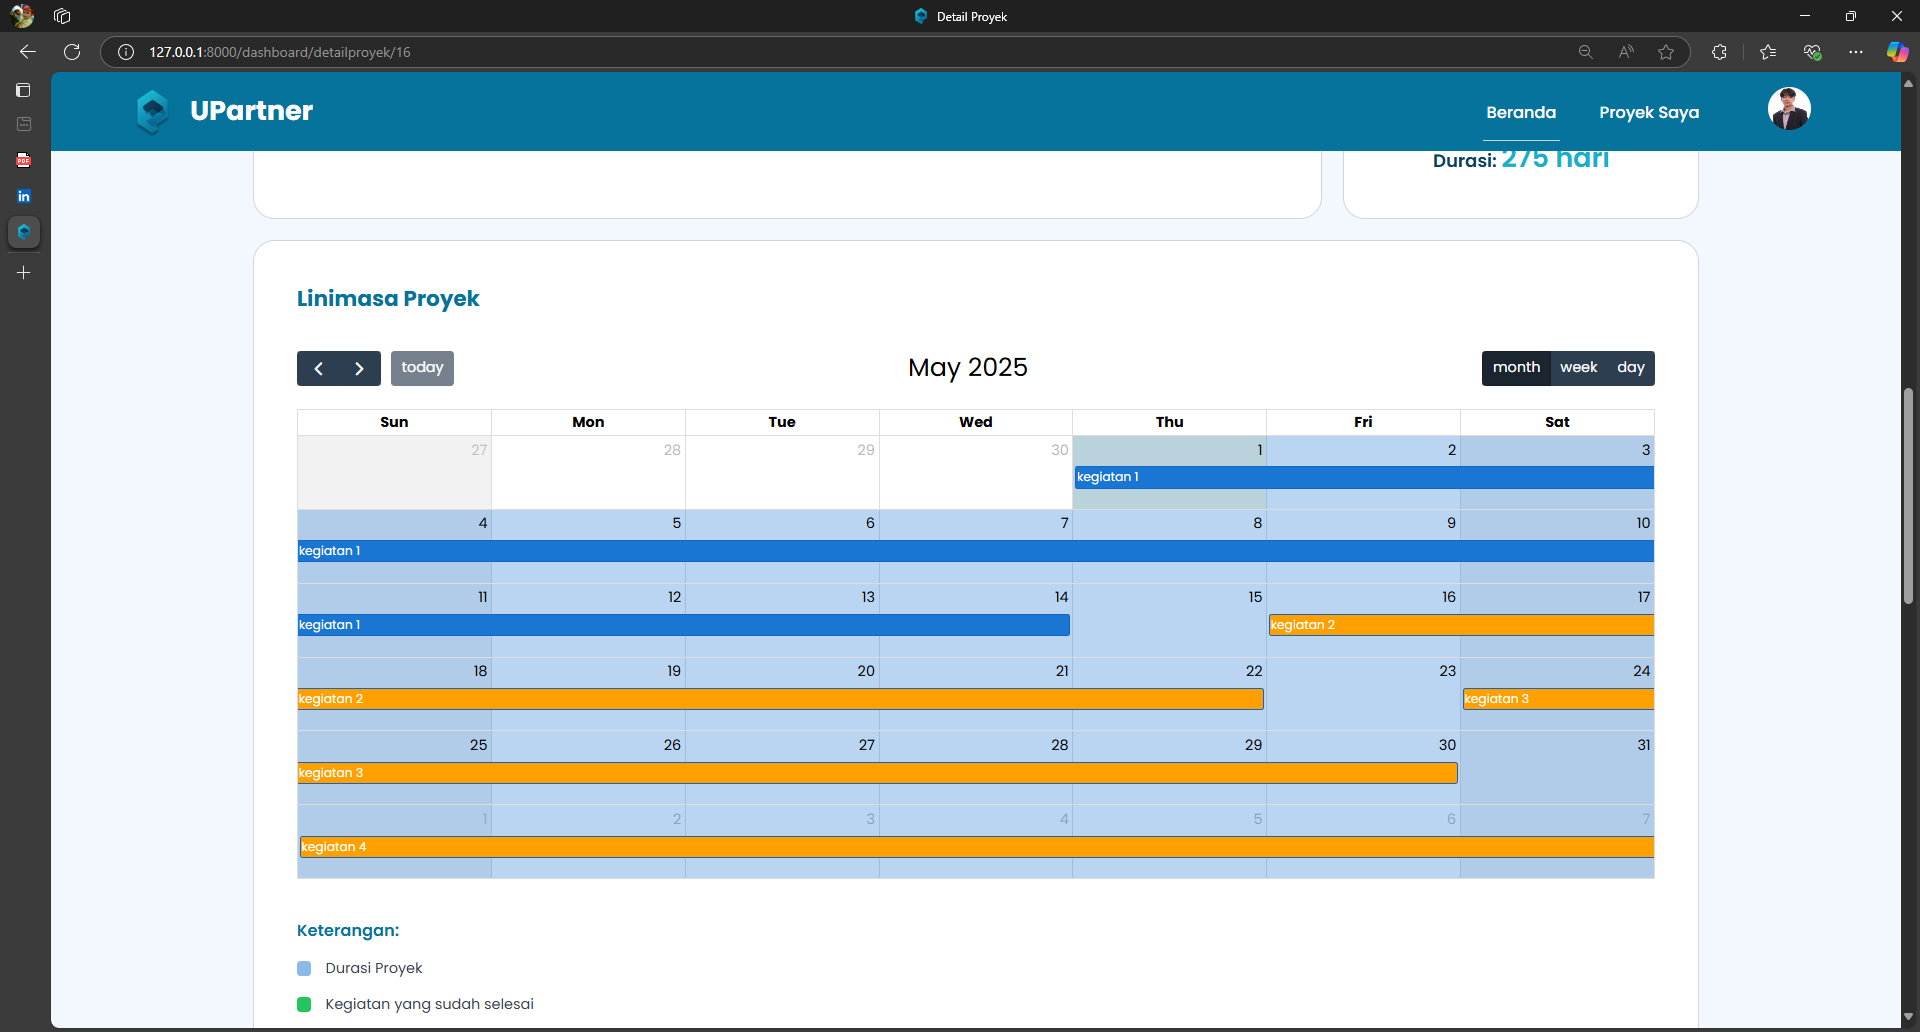 Detail Proyek
127.0.0.1:8000/dashboard/detailproyek/16
PDF
in
UPartner
Beranda
Proyek Saya
Durasi: 275 hari
Linimasa Proyek
today
May 2025
month week day
Sun Mon Tue Wed Thu Fri Sat
27 28 29 30 1 2 3
kegiatan 1
4 5 6 7 8 9 10
kegiatan 1
11 12 13 14 15 16 17
kegiatan 1 kegiatan 2
18 19 20 21 22 23 24
kegiatan 2 kegiatan 3
25 26 27 28 29 30 31
kegiatan 3
1 2 3 4 5 6 7
kegiatan 4
Keterangan:
Durasi Proyek
Kegiatan yang sudah selesai